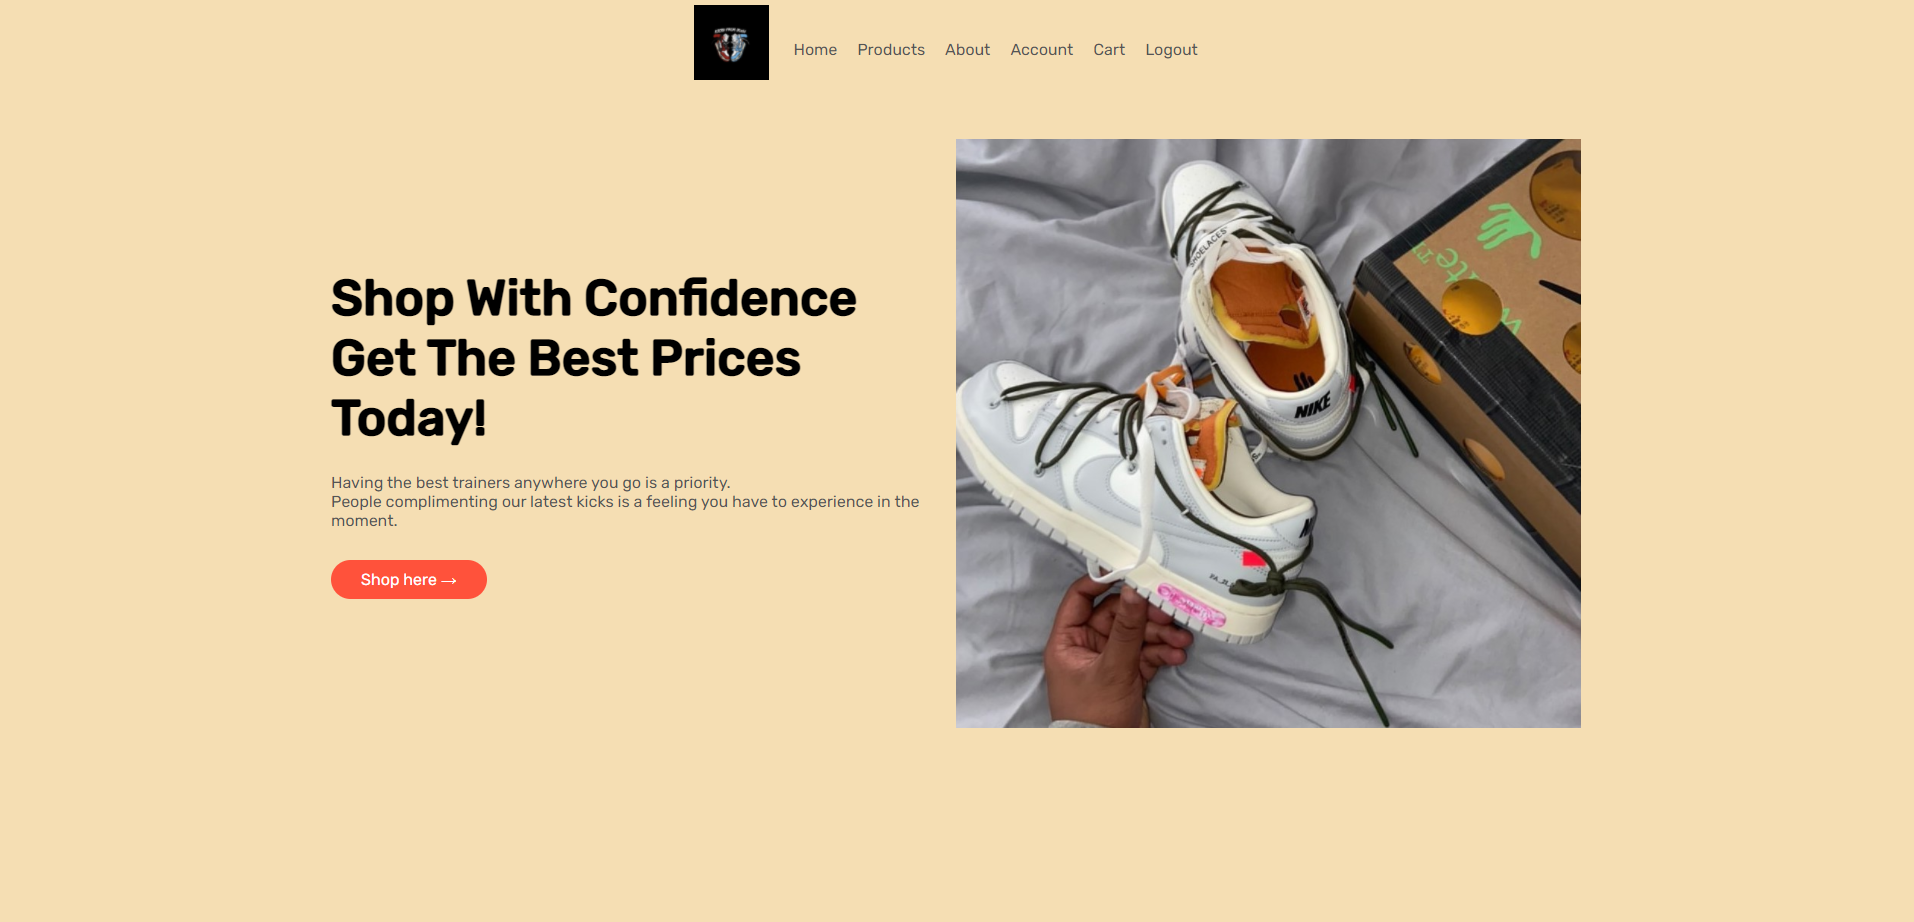 Home Products About Account Cart Logout
Shop With Confidence
Get The Best Prices
Today!
Having the best trainers anywhere you go is a priority.
People complimenting our latest kicks is a feeling you have to experience in the
moment.
Shop here →
SHOELACES"
NIKE